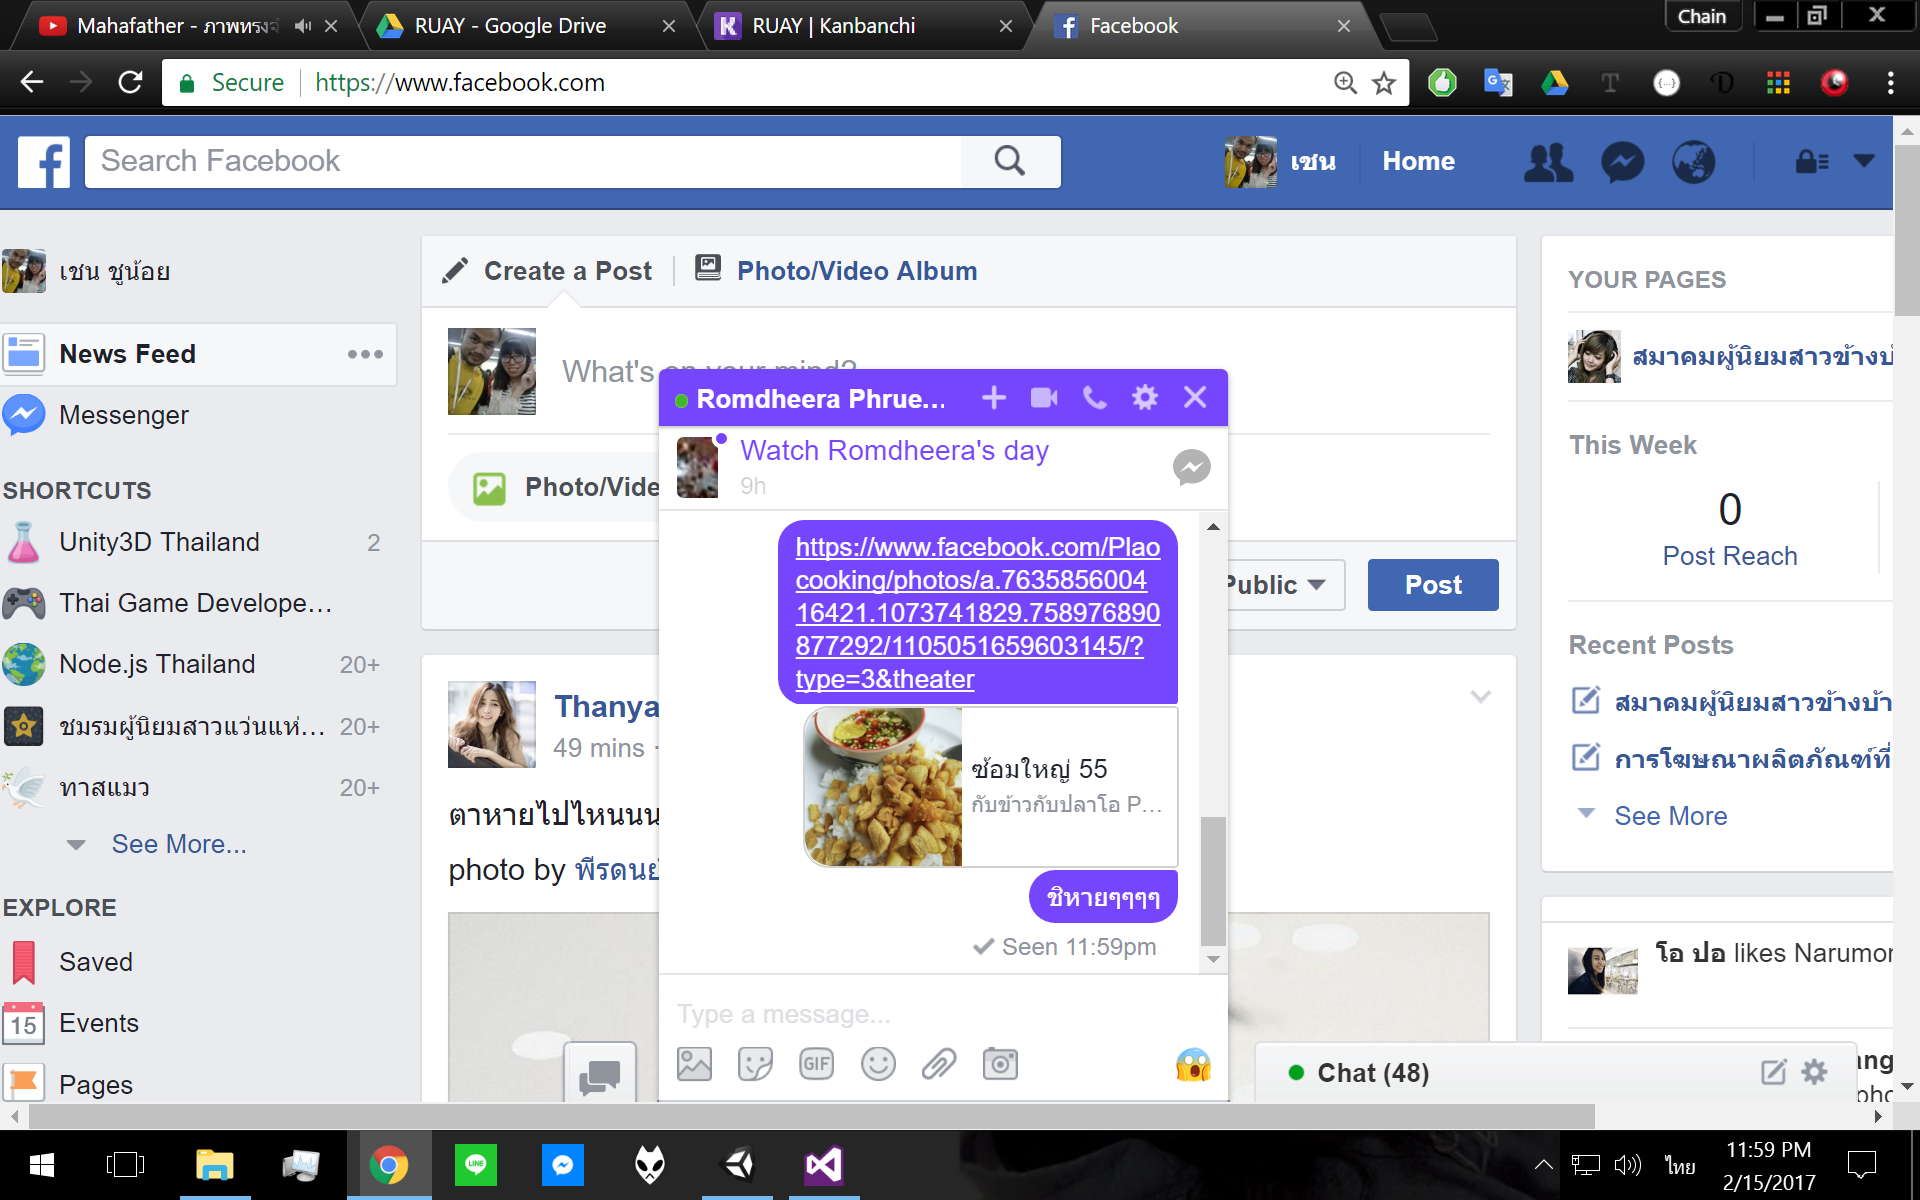 Mahafather - ภาพทรงจ
RUAY - Google Drive
RUAY | Kanbanchi
Facebook
Chain
Secure
https://www.facebook.com
Search Facebook
เชน
Home
เชน ชูน้อย
News Feed
Messenger
SHORTCUTS
Unity3D Thailand 2
Thai Game Develope...
Node.js Thailand 20+
ชมรมผู้นิยมสาวแว่นแห่... 20+
ทาสแมว 20+
See More...
EXPLORE
Saved
15 Events
Pages
Create a Post
Photo/Video Album
What's on your mind?
Photo/Vide
Public
Post
Thanya
49 mins ·
ตาหายไปไหนนน
photo by พีรดนย
Romdheera Phrue...
Watch Romdheera's day
9h
https://www.facebook.com/Plao
cooking/photos/a.7635856004
16421.1073741829.758976890
877292/1105051659603145/?
type=3&theater
ซ้อมใหญ่ 55
กับข้าวกับปลาโอ P...
ชิหายๆๆๆๆ
Seen 11:59pm
Type a message...
GIF
YOUR PAGES
สมาคมผู้นิยมสาวข้างบ้
This Week
0
Post Reach
Recent Posts
สมาคมผู้นิยมสาวข้างบ้า
การโฆษณาผลิตภัณฑ์ที่
See More
โอ ปอ likes Narumor
ang
pho
Chat (48)
LINE
ไทย
11:59 PM
2/15/2017